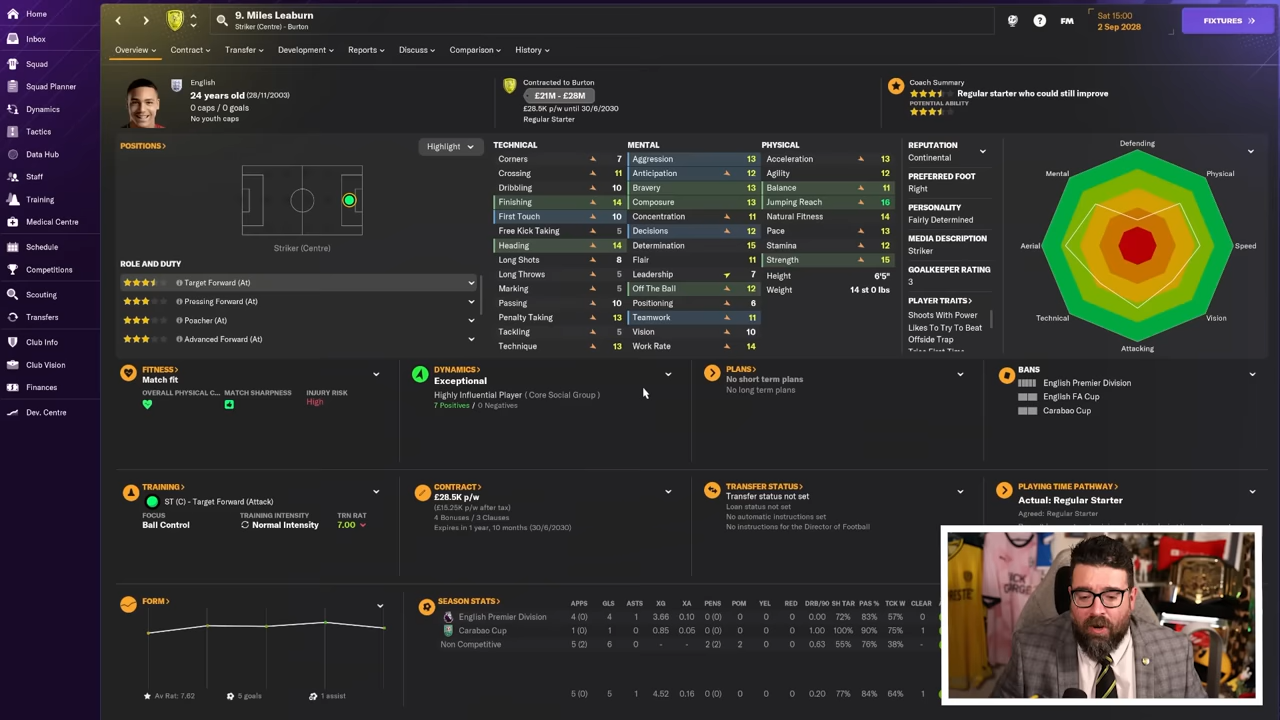 Home
Inbox
Squad
Squad Planner
Dynamics
Tactics
Data Hub
Staff
Training
Medical Centre
Schedule
Competitions
Scouting
Transfers
Club Info
Club Vision
Finances
Dev. Centre
9. Miles Leaburn
Striker (Centre) - Burton
FM
Sat 15:00
2 Sep 2028
FIXTURES
Overview
Contract
Transfer
Development
Reports
Discuss
Comparison
History
English
24 years old (28/11/2003)
0 caps / 0 goals
No youth caps
Contracted to Burton
£21M - £28M
£28.5K p/w until 30/6/2030
Regular Starter
Coach Summary
Regular starter who could still improve
POTENTIAL ABILITY
POSITIONS
Highlight
Striker (Centre)
ROLE AND DUTY
Target Forward (At)
Pressing Forward (At)
Poacher (At)
Advanced Forward (At)
TECHNICAL
Corners 7
Crossing 11
Dribbling 10
Finishing 14
First Touch 10
Free Kick Taking 5
Heading 14
Long Shots 8
Long Throws 5
Marking 5
Passing 10
Penalty Taking 13
Tackling 5
Technique 13
MENTAL
Aggression 13
Anticipation 12
Bravery 13
Composure 13
Concentration 11
Decisions 12
Determination 15
Flair 11
Leadership 7
Off The Ball 12
Positioning 6
Teamwork 11
Vision 10
Work Rate 14
PHYSICAL
Acceleration 13
Agility 12
Balance 11
Jumping Reach 16
Natural Fitness 14
Pace 13
Stamina 12
Strength 15
Height 6'5"
Weight 14 st 0 lbs
REPUTATION
Continental
PREFERRED FOOT
Right
PERSONALITY
Fairly Determined
MEDIA DESCRIPTION
Striker
GOALKEEPER RATING
3
PLAYER TRAITS
Shoots With Power
Likes To Try To Beat
Offside Trap
Defending
Physical
Speed
Vision
Attacking
Technical
Aerial
Mental
FITNESS
Match fit
OVERALL PHYSICAL C... MATCH SHARPNESS INJURY RISK
High
DYNAMICS
Exceptional
Highly Influential Player ( Core Social Group )
7 Positives / 0 Negatives
PLANS
No short term plans
No long term plans
BANS
English Premier Division
English FA Cup
Carabao Cup
TRAINING
ST (C) - Target Forward (Attack)
FOCUS TRAINING INTENSITY TRN RAT
Ball Control Normal Intensity 7.00
CONTRACT
£28.5K p/w
(£15.25K p/w after tax)
4 Bonuses / 3 Clauses
Expires in 1 year, 10 months (30/6/2030)
TRANSFER STATUS
Transfer status not set
Loan status not set
No automatic instructions set
No instructions for the Director of Football
PLAYING TIME PATHWAY
Actual: Regular Starter
Agreed: Regular Starter
FORM
Av Rat: 7.62 5 goals 1 assist
SEASON STATS APPS GLS ASTS XG XA PENS POM YEL RED DRB/90 SH TAR PAS % TCK W CLEAR
English Premier Division 4 (0) 4 1 3.66 0.10 0 (0) 0 0 0 0.00 72% 83% 57%
Carabao Cup 1 (0) 1 0 0.85 0.05 0 (0) 0 0 0 1.00 100% 90% 75% 1
Non Competitive 5 (2) 6 0 - - 2 (2) 2 0 0 0.63 55% 76% 38% -
5 (0) 5 1 4.52 0.16 0 (0) 0 0 0 0.20 77% 84% 64% 1